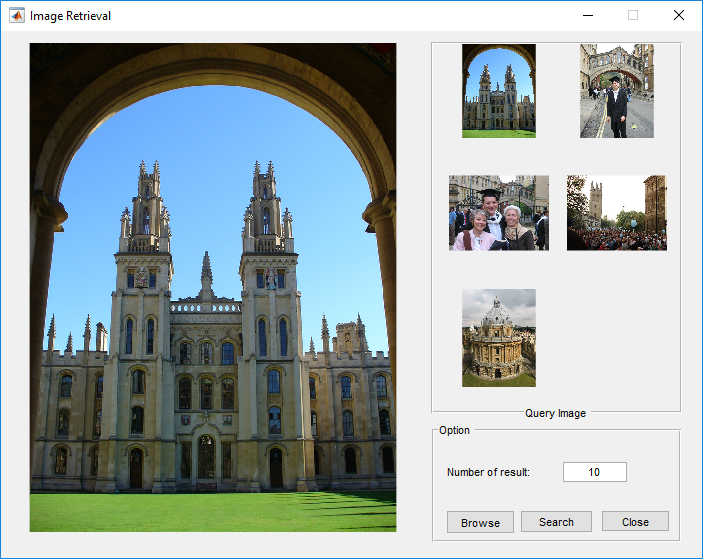 Image Retrieval
Query Image
Option
Number of result:
10
Browse
Search
Close